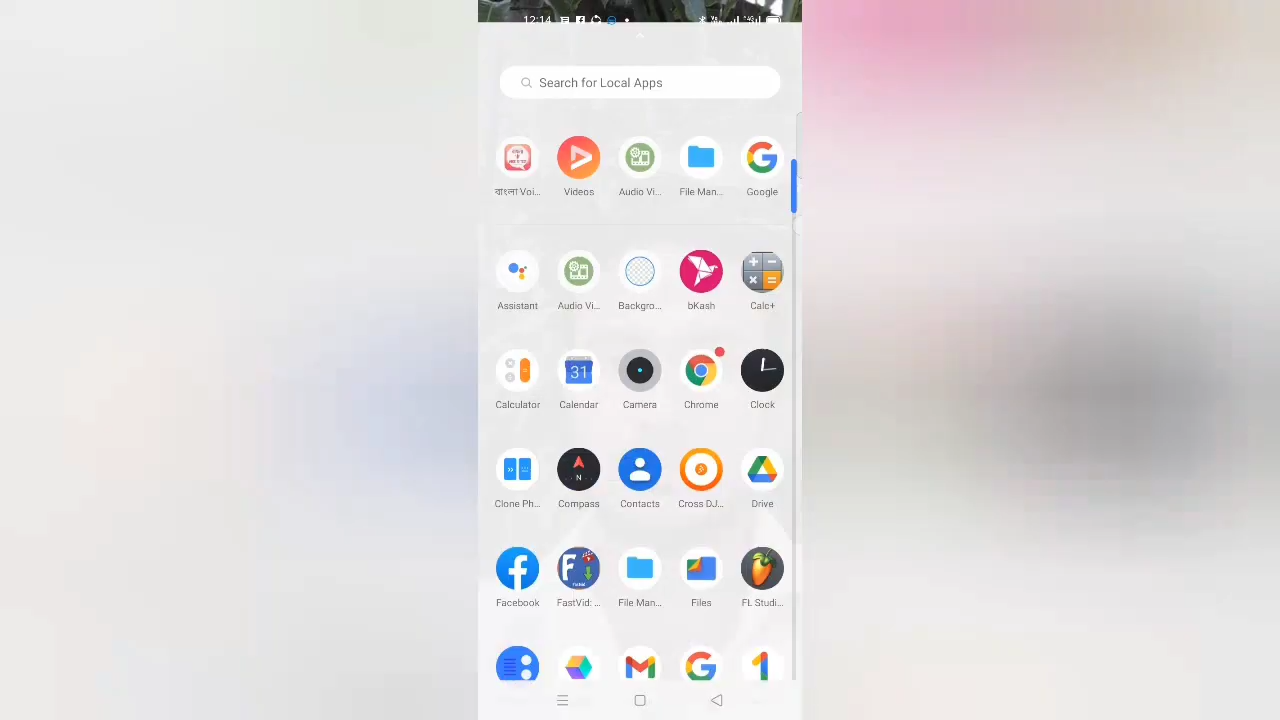 12:14
Search for Local Apps
বাংলা Voi...
Videos
Audio Vi...
File Man...
Google
Assistant
Audio Vi...
Backgro...
bKash
Calc+
Calculator
31
Calendar
Camera
Chrome
Clock
Clone Ph...
N
Compass
Contacts
Cross DJ...
Drive
Facebook
FastVid: ...
File Man...
Files
FL Studi...